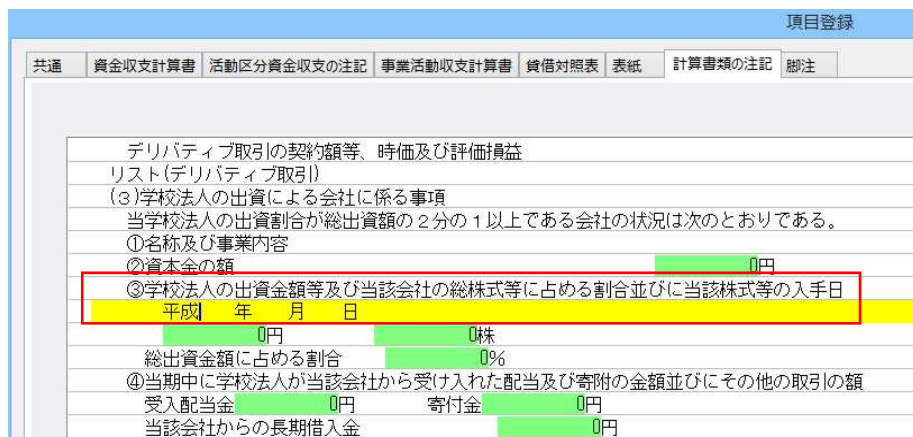 項目登録
共通 資金収支計算書 活動区分資金収支の注記 事業活動収支計算書 貸借対照表 表紙 計算書類の注記 脚注
デリバティブ取引の契約額等、時価及び評価損益
リスト(デリバティブ取引)
(3)学校法人の出資による会社に係る事項
当学校法人の出資割合が総出資額の2分の1以上である会社の状況は次のとおりである。
①名称及び事業内容
②資本金の額 0円
③学校法人の出資金額等及び当該会社の総株式等に占める割合並びに当該株式等の入手日
平成 年 月 日
0円 0株
総出資金額に占める割合 0%
④当期中に学校法人が当該会社から受け入れた配当及び寄附の金額並びにその他の取引の額
受入配当金 0円 寄付金 0円
当該会社からの長期借入金 0円